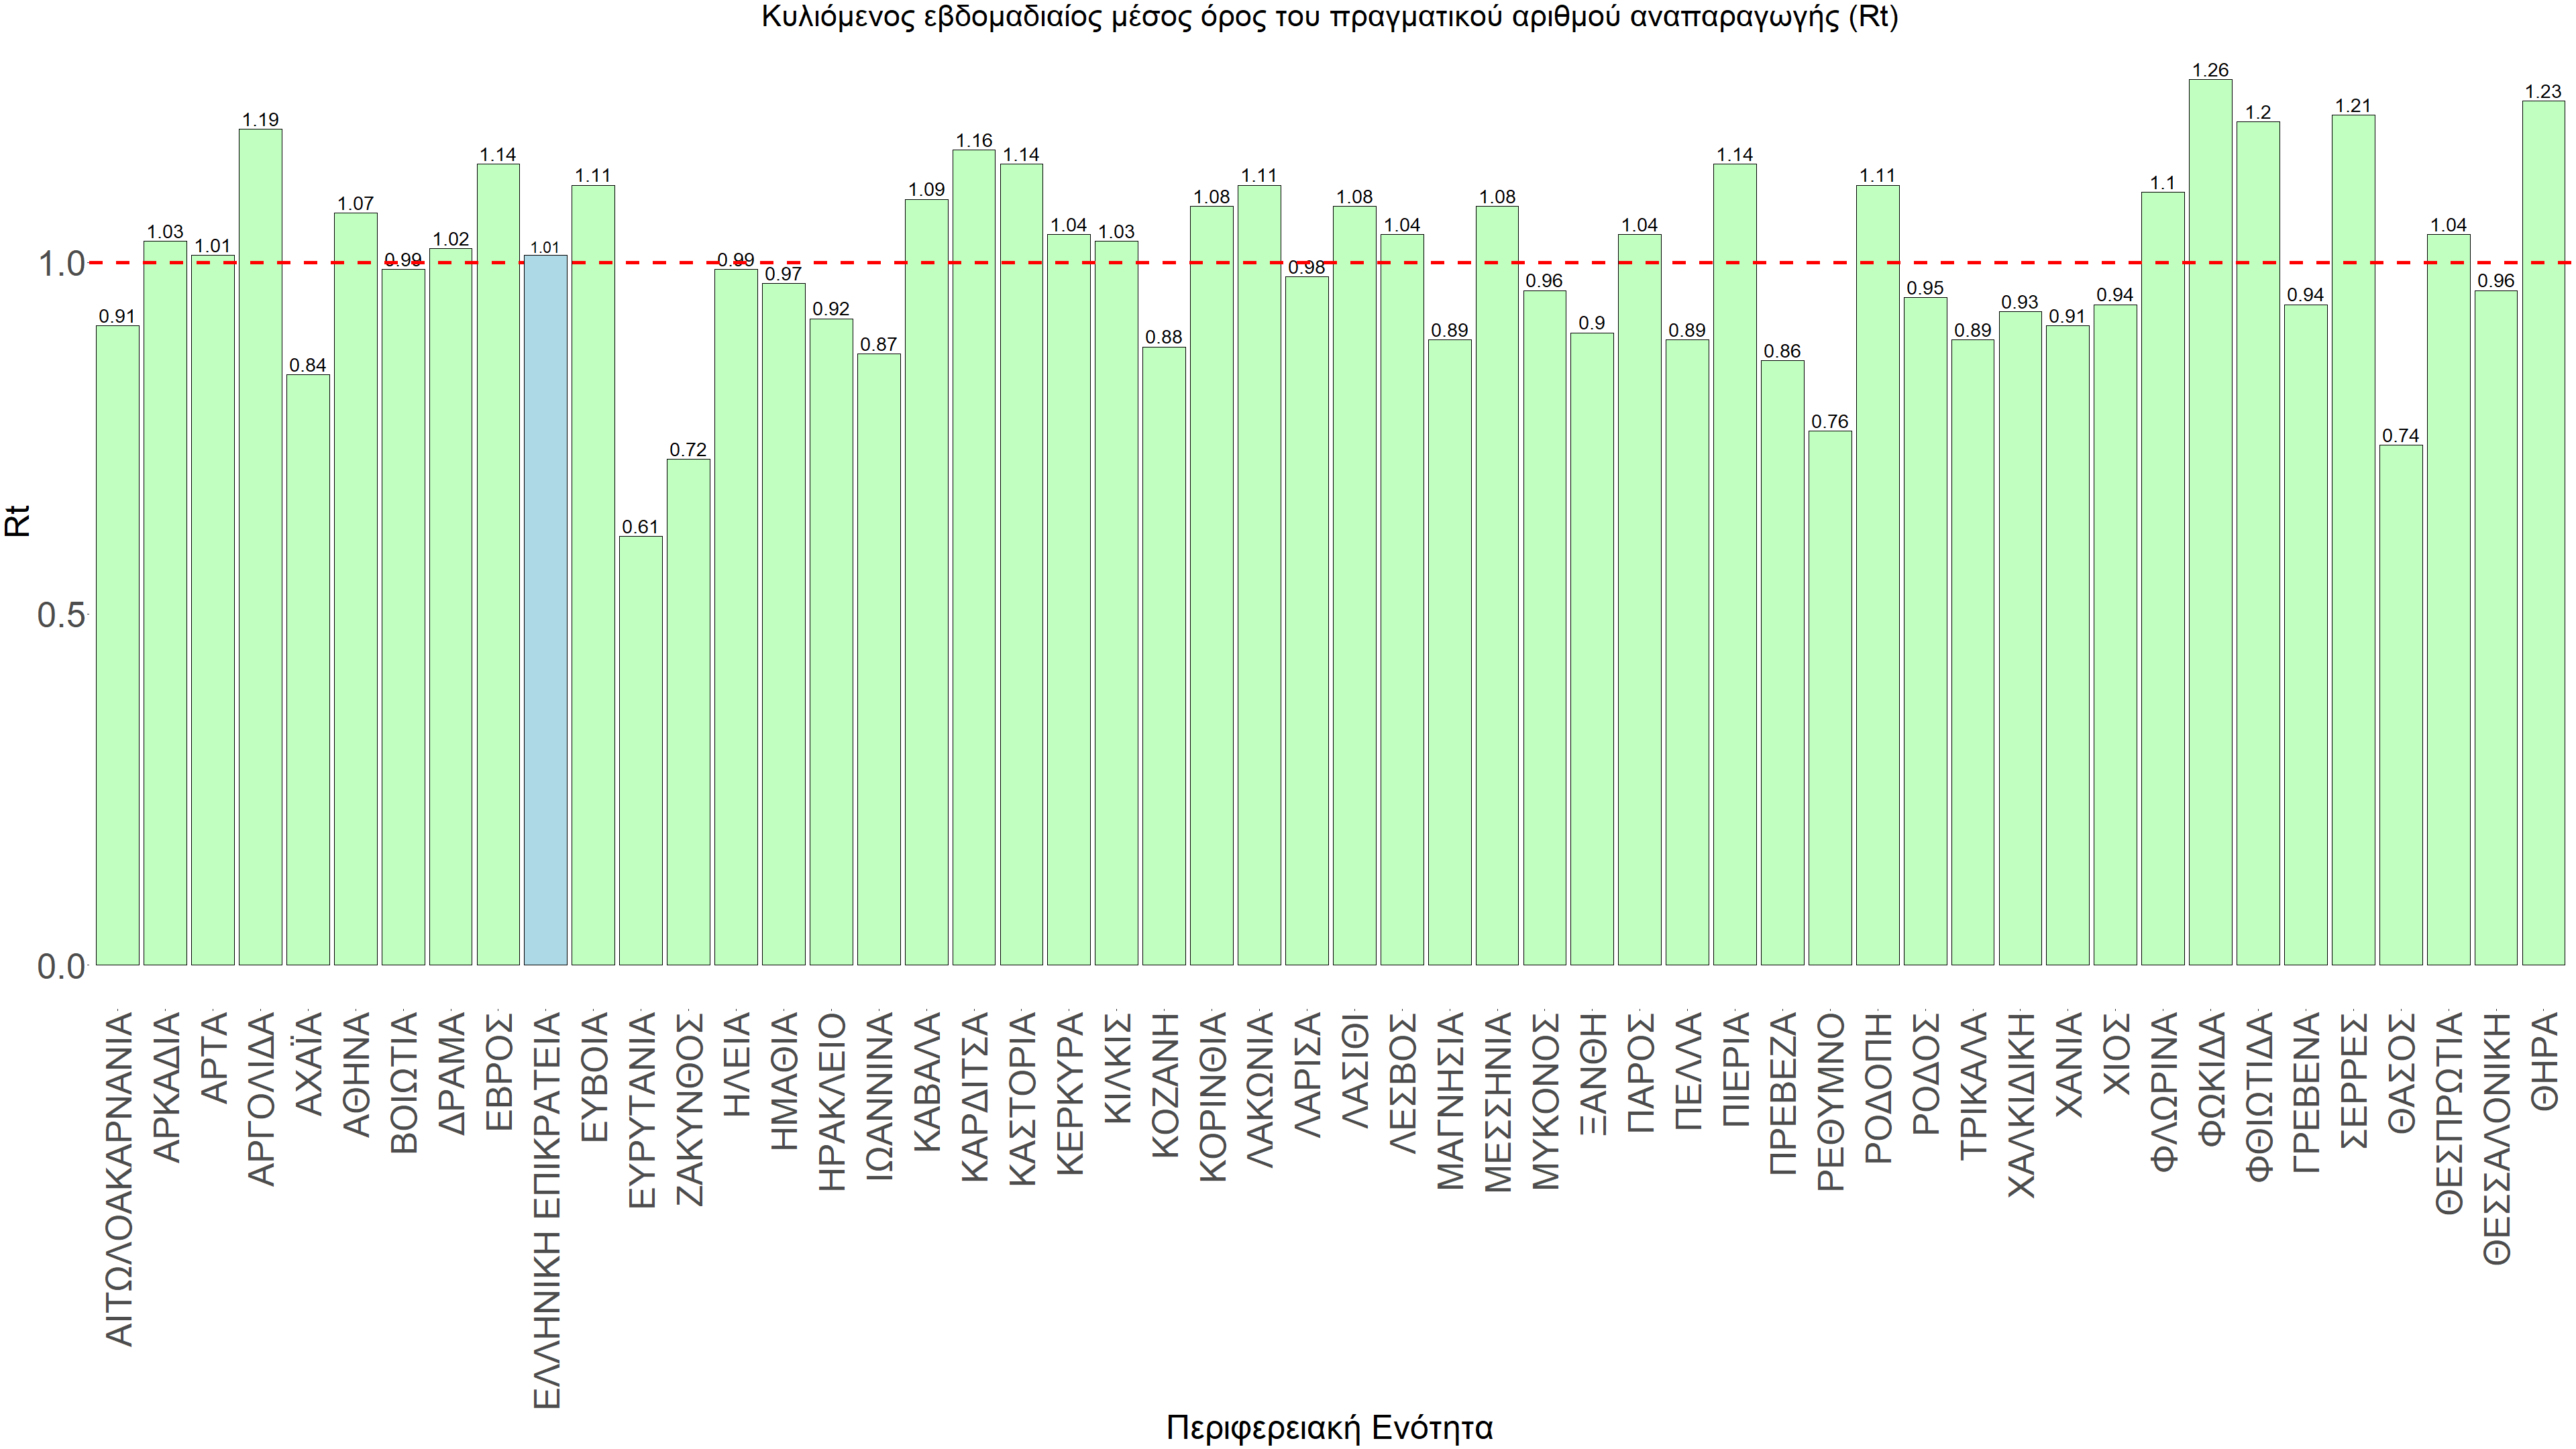 Κυλιόμενος εβδομαδιαίος μέσος όρος του πραγματικού αριθμού αναπαραγωγής (Rt)
Rt
1.0
0.5
0.0
0.91
1.03
1.01
1.19
0.84
1.07
0.99
1.02
1.14
1.01
1.11
0.61
0.72
0.99
0.97
0.92
0.87
1.09
1.16
1.14
1.04
1.03
0.88
1.08
1.11
0.98
1.08
1.04
0.89
1.08
0.96
0.9
1.04
0.89
1.14
0.86
0.76
1.11
0.95
0.89
0.93
0.91
0.94
1.1
1.26
1.2
0.94
1.21
0.74
1.04
0.96
1.23
ΑΙΤΩΛΟΑΚΑΡΝΑΝΙΑ
ΑΡΚΑΔΙΑ
ΑΡΤΑ
ΑΡΓΟΛΙΔΑ
ΑΧΑΪΑ
ΑΘΗΝΑ
ΒΟΙΩΤΙΑ
ΔΡΑΜΑ
ΕΒΡΟΣ
ΕΛΛΗΝΙΚΗ ΕΠΙΚΡΑΤΕΙΑ
ΕΥΒΟΙΑ
ΕΥΡΥΤΑΝΙΑ
ΖΑΚΥΝΘΟΣ
ΗΛΕΙΑ
ΗΜΑΘΙΑ
ΗΡΑΚΛΕΙΟ
ΙΩΑΝΝΙΝΑ
ΚΑΒΑΛΑ
ΚΑΡΔΙΤΣΑ
ΚΑΣΤΟΡΙΑ
ΚΕΡΚΥΡΑ
ΚΙΛΚΙΣ
ΚΟΖΑΝΗ
ΚΟΡΙΝΘΙΑ
ΛΑΚΩΝΙΑ
ΛΑΡΙΣΑ
ΛΑΣΙΘΙ
ΛΕΣΒΟΣ
ΜΑΓΝΗΣΙΑ
ΜΕΣΣΗΝΙΑ
ΜΥΚΟΝΟΣ
ΞΑΝΘΗ
ΠΑΡΟΣ
ΠΕΛΛΑ
ΠΙΕΡΙΑ
ΠΡΕΒΕΖΑ
ΡΕΘΥΜΝΟ
ΡΟΔΟΠΗ
ΡΟΔΟΣ
ΤΡΙΚΑΛΑ
ΧΑΛΚΙΔΙΚΗ
ΧΑΝΙΑ
ΧΙΟΣ
ΦΛΩΡΙΝΑ
ΦΩΚΙΔΑ
ΦΘΙΩΤΙΔΑ
ΓΡΕΒΕΝΑ
ΣΕΡΡΕΣ
ΘΑΣΟΣ
ΘΕΣΠΡΩΤΙΑ
ΘΕΣΣΑΛΟΝΙΚΗ
ΘΗΡΑ
Περιφερειακή Ενότητα